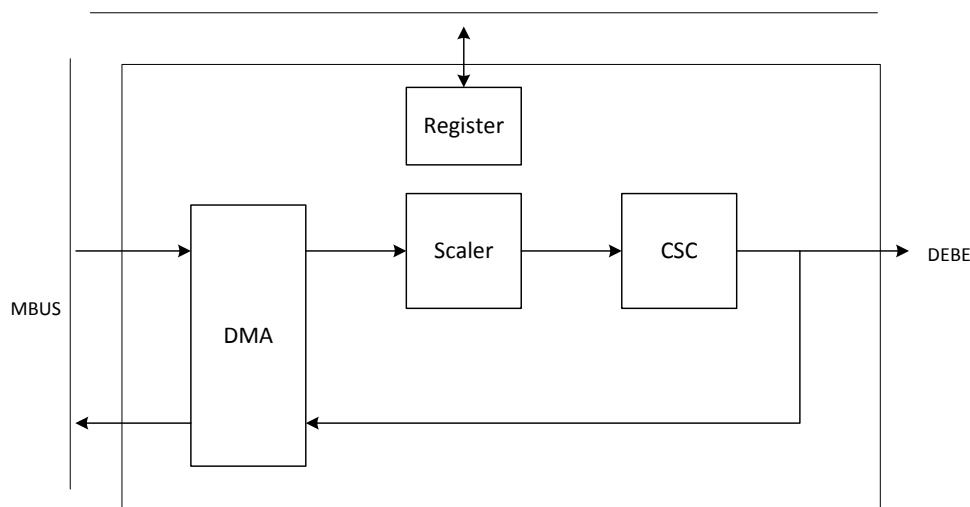 Register
Scaler
CSC
DEBE
MBUS
DMA